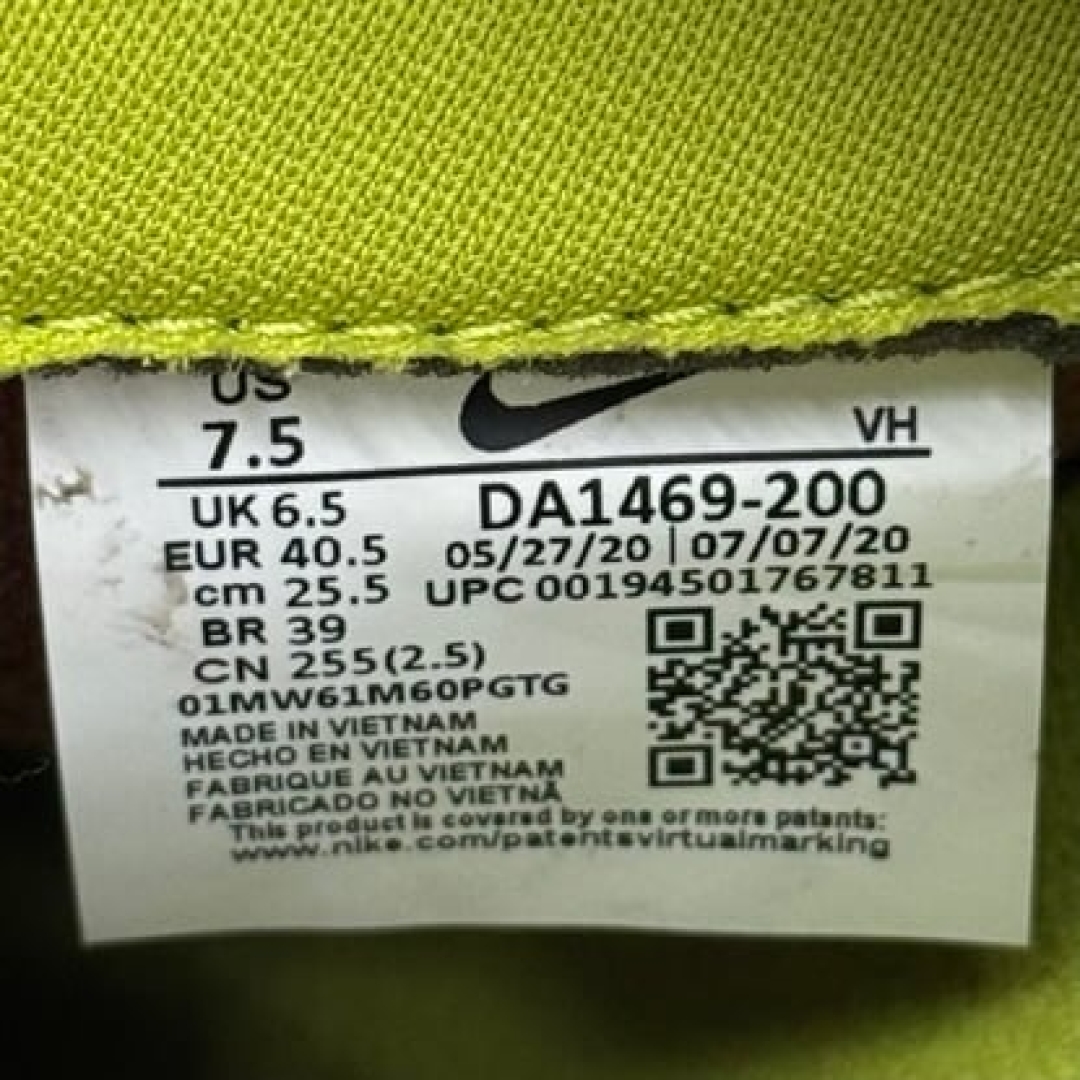 US
7.5
VH
UK 6.5
DA1469-200
EUR 40.5
05/27/20 | 07/07/20
cm 25.5
UPC 00194501767811
BR 39
CN 255(2.5)
01MW61M60PGTG
MADE IN VIETNAM
HECHO EN VIETNAM
FABRIQUE AU VIETNAM
FABRICADO NO VIETNÃ
This product is covered by one or more patents:
www.nike.com/patentsvirtualmarking